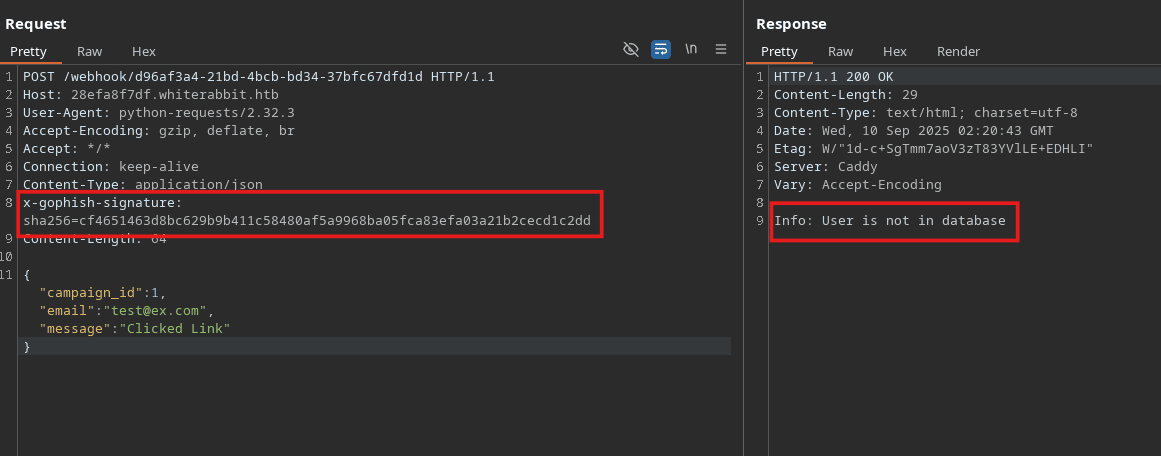 Request
Pretty Raw Hex \n
1 POST /webhook/d96af3a4-21bd-4bcb-bd34-37bfc67dfd1d HTTP/1.1
2 Host: 28efa8f7df.whiterabbit.htb
3 User-Agent: python-requests/2.32.3
4 Accept-Encoding: gzip, deflate, br
5 Accept: */*
6 Connection: keep-alive
7 Content-Type: application/json
8 x-gophish-signature:
sha256=cf4651463d8bc629b9b411c58480af5a9968ba05fca83efa03a21b2cecd1c2dd
9 Content-Length: 64
10
11 {
"campaign_id":1,
"email":"test@ex.com",
"message":"Clicked Link"
}
Response
Pretty Raw Hex Render
1 HTTP/1.1 200 OK
2 Content-Length: 29
3 Content-Type: text/html; charset=utf-8
4 Date: Wed, 10 Sep 2025 02:20:43 GMT
5 Etag: W/"1d-c+SgTmm7aoV3zT83YVlLE+EDHLI"
6 Server: Caddy
7 Vary: Accept-Encoding
8
9 Info: User is not in database